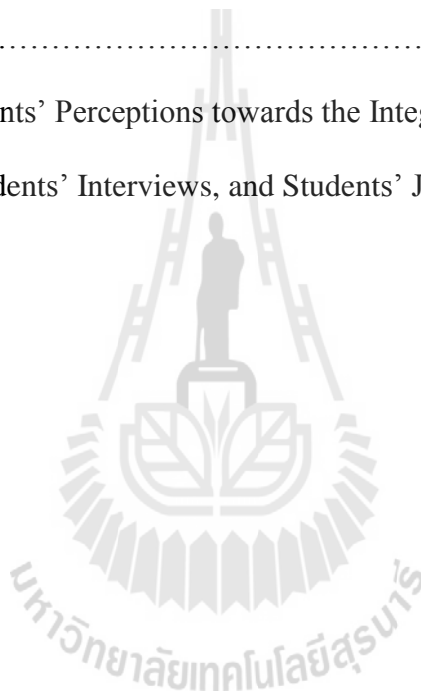 ........................................
nts’ Perceptions towards the Integ
dents’ Interviews, and Students’ J
มหาวิทยาลัยเทคโนโลยีสุรนารี